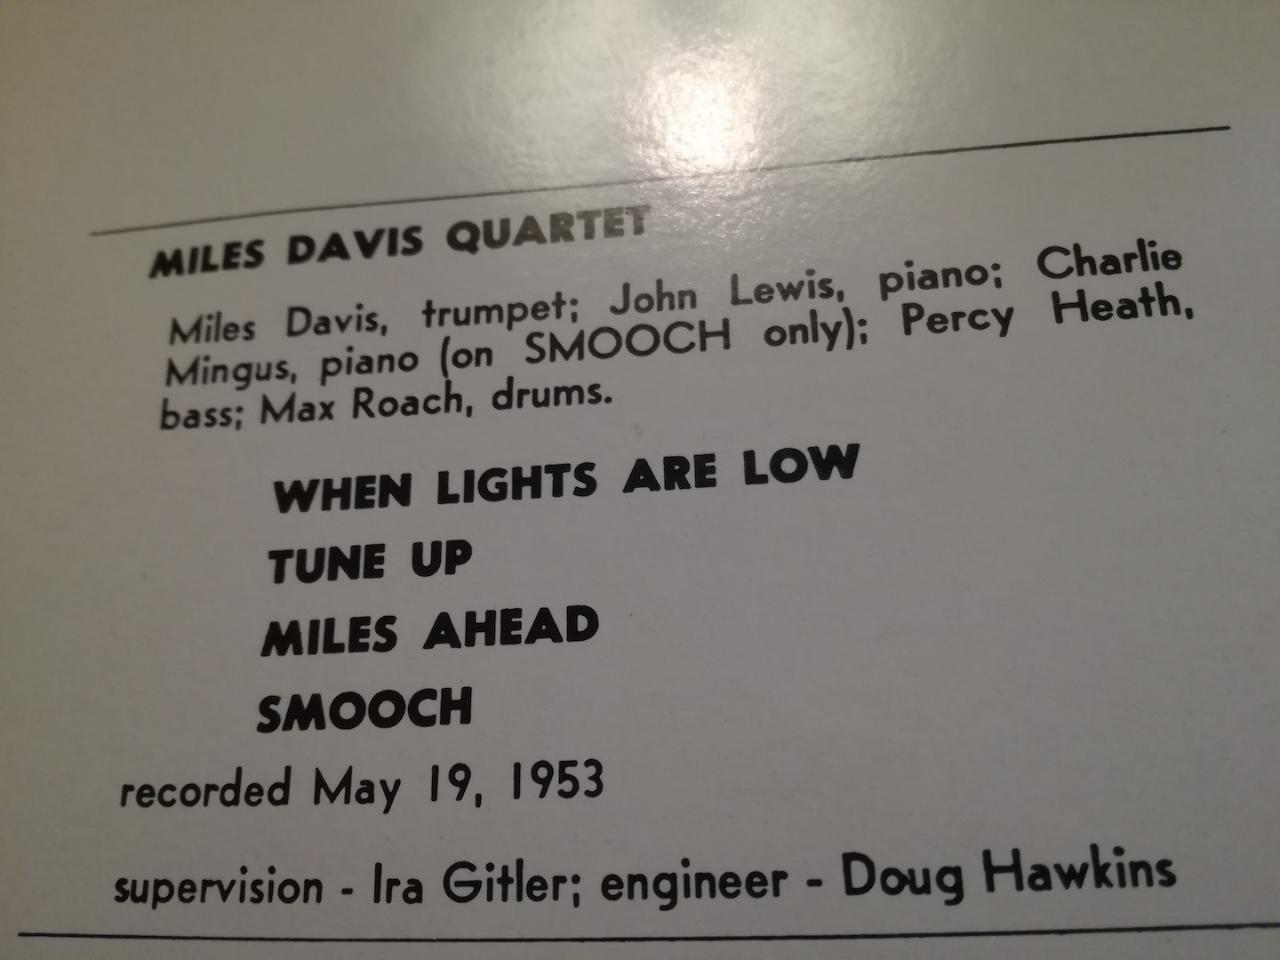 MILES DAVIS QUARTET
Miles Davis, trumpet; John Lewis, piano; Charlie
Mingus, piano (on SMOOCH only); Percy Heath,
bass; Max Roach, drums.
WHEN LIGHTS ARE LOW
TUNE UP
MILES AHEAD
SMOOCH
recorded May 19, 1953
supervision - Ira Gitler; engineer - Doug Hawkins